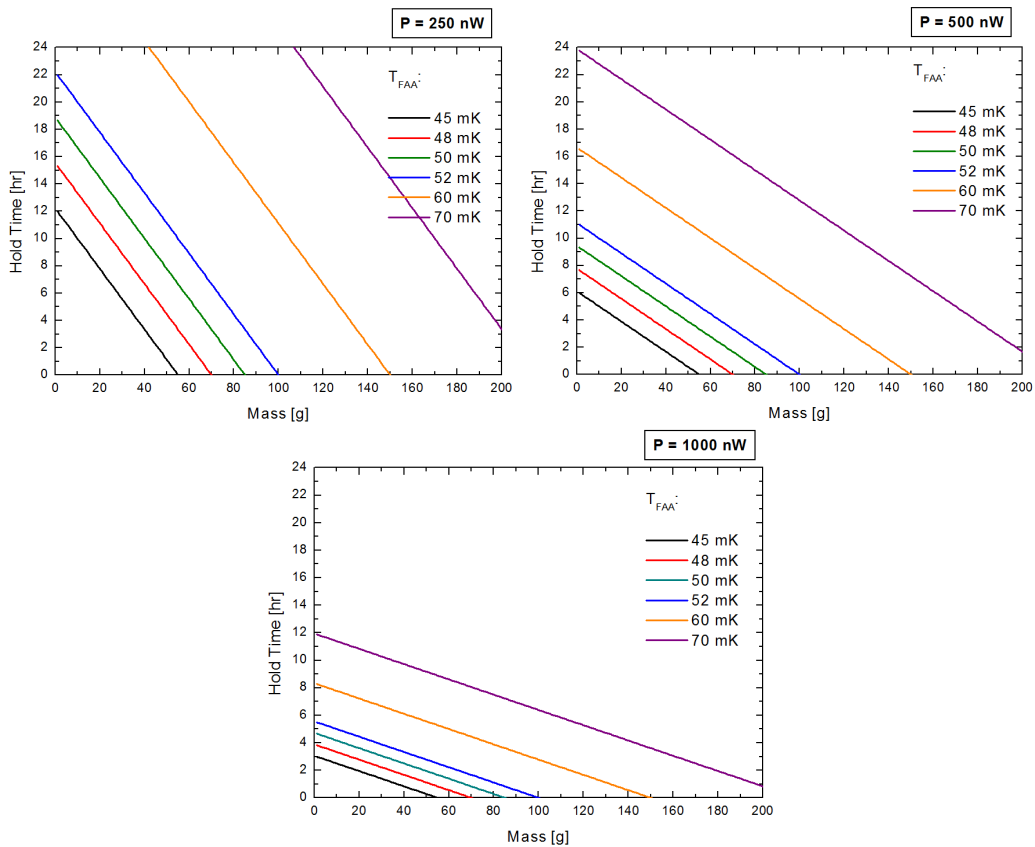 P = 250 nW
24
22
20
18
16
14
12
10
8
6
4
2
0
Hold Time [hr]
T_FAA:
45 mK
48 mK
50 mK
52 mK
60 mK
70 mK
0 20 40 60 80 100 120 140 160 180 200
Mass [g]
P = 500 nW
24
22
20
18
16
14
12
10
8
6
4
2
0
Hold Time [hr]
T_FAA:
45 mK
48 mK
50 mK
52 mK
60 mK
70 mK
0 20 40 60 80 100 120 140 160 180 200
Mass [g]
P = 1000 nW
24
22
20
18
16
14
12
10
8
6
4
2
0
Hold Time [hr]
T_FAA:
45 mK
48 mK
50 mK
52 mK
60 mK
70 mK
0 20 40 60 80 100 120 140 160 180 200
Mass [g]